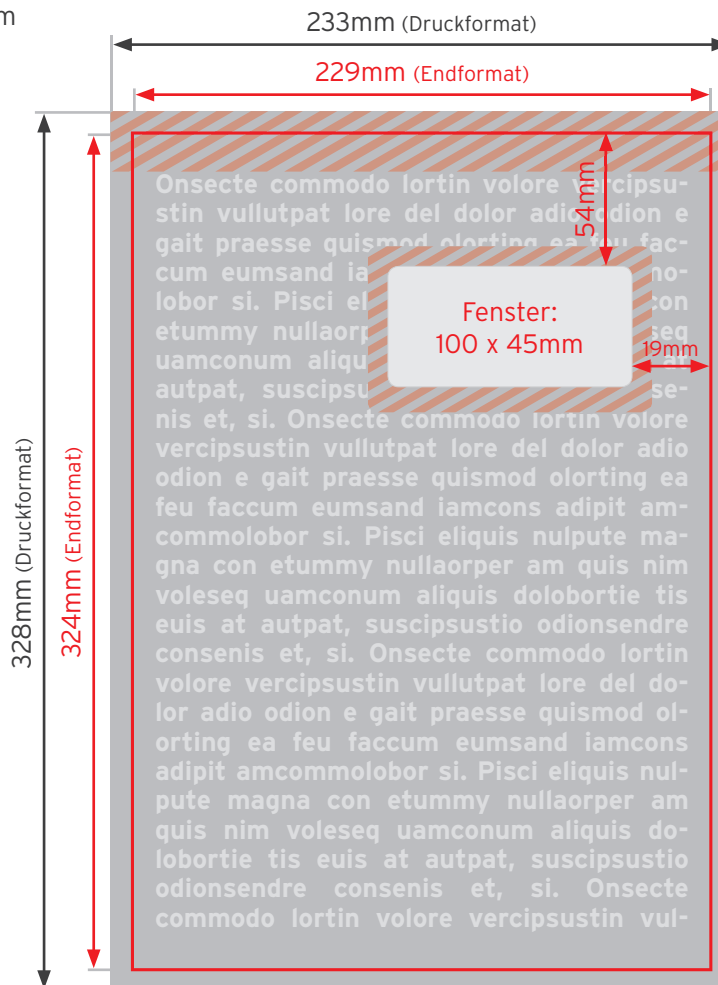 m
233mm (Druckformat)
229mm (Endformat)
328mm (Druckformat)
324mm (Endformat)
54mm
Fenster:
100 x 45mm
19mm
Onsecte commodo lortin volore vercipsu-
stin vullutpat lore del dolor adio odion e
gait praesse quismod olorting ea feu fac-
cum eumsand ia mo-
lobor si. Pisci el con
etummy nullaorp seq
uamconum aliqu at
autpat, suscipsu se-
nis et, si. Onsecte commodo lortin volore
vercipsustin vullutpat lore del dolor adio
odion e gait praesse quismod olorting ea
feu faccum eumsand iamcons adipit am-
commolobor si. Pisci eliquis nulpute ma-
gna con etummy nullaorper am quis nim
voleseq uamconum aliquis dolobortie tis
euis at autpat, suscipsustio odionsendre
consenis et, si. Onsecte commodo lortin
volore vercipsustin vullutpat lore del do-
lor adio odion e gait praesse quismod ol-
orting ea feu faccum eumsand iamcons
adipit amcommolobor si. Pisci eliquis nul-
pute magna con etummy nullaorper am
quis nim voleseq uamconum aliquis do-
lobortie tis euis at autpat, suscipsustio
odionsendre consenis et, si. Onsecte
commodo lortin volore vercipsustin vul-